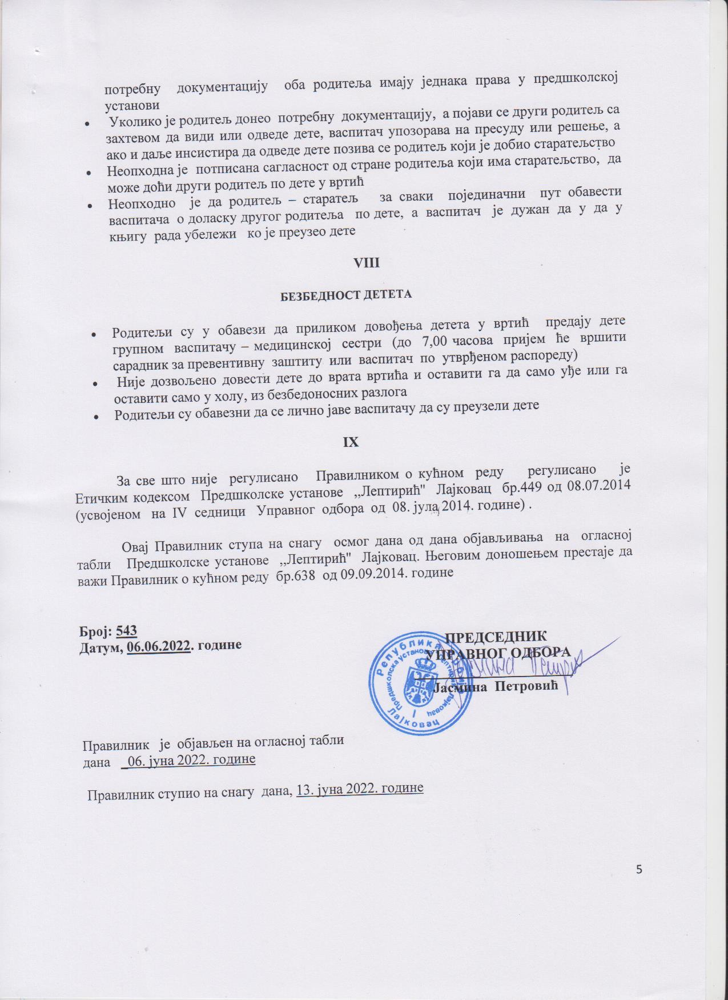 потребну документацију оба родитеља имају једнака права у предшколској
установи
• Уколико је родитељ донео потребну документацију, а појави се други родитељ са
захтевом да види или одведе дете, васпитач упозорава на пресуду или решење, а
ако и даље инсистира да одведе дете позива се родитељ који је добио старатељство
• Неопходна је потписана сагласност од стране родитеља који има старатељство, да
може доћи други родитељ по дете у вртић
• Неопходно је да родитељ – старатељ за сваки појединачни пут обавести
васпитача о доласку другог родитеља по дете, а васпитач је дужан да у да у
књигу рада убележи ко је преузео дете
VIII
БЕЗБЕДНОСТ ДЕТЕТА
• Родитељи су у обавези да приликом довођења детета у вртић предају дете
групном васпитачу – медицинској сестри (до 7,00 часова пријем ће вршити
сарадник за превентивну заштиту или васпитач по утврђеном распореду)
• Није дозвољено довести дете до врата вртића и оставити га да само уђе или га
оставити само у холу, из безбедоносних разлога
• Родитељи су обавезни да се лично јаве васпитачу да су преузели дете
IX
За све што није регулисано Правилником о кућном реду регулисано је
Етичким кодексом Предшколске установе ,,Лептирић" Лајковац бр.449 од 08.07.2014
(усвојеном на IV седници Управног одбора од 08. јула 2014. године) .
Овај Правилник ступа на снагу осмог дана од дана објављивања на огласној
табли Предшколске установе ,,Лептирић" Лајковац. Његовим доношењем престаје да
важи Правилник о кућном реду бр.638 од 09.09.2014. године
Број: 543
Датум, 06.06.2022. године
ПРЕДСЕДНИК
УПРАВНОГ ОДБОРА
Јасмина Петровић
Република Србија
Предшколска установа Лептирић Лајковац
I
Лајковац
Правилник је објављен на огласној табли
дана _06. јуна 2022. године
Правилник ступио на снагу дана, 13. јуна 2022. године
5